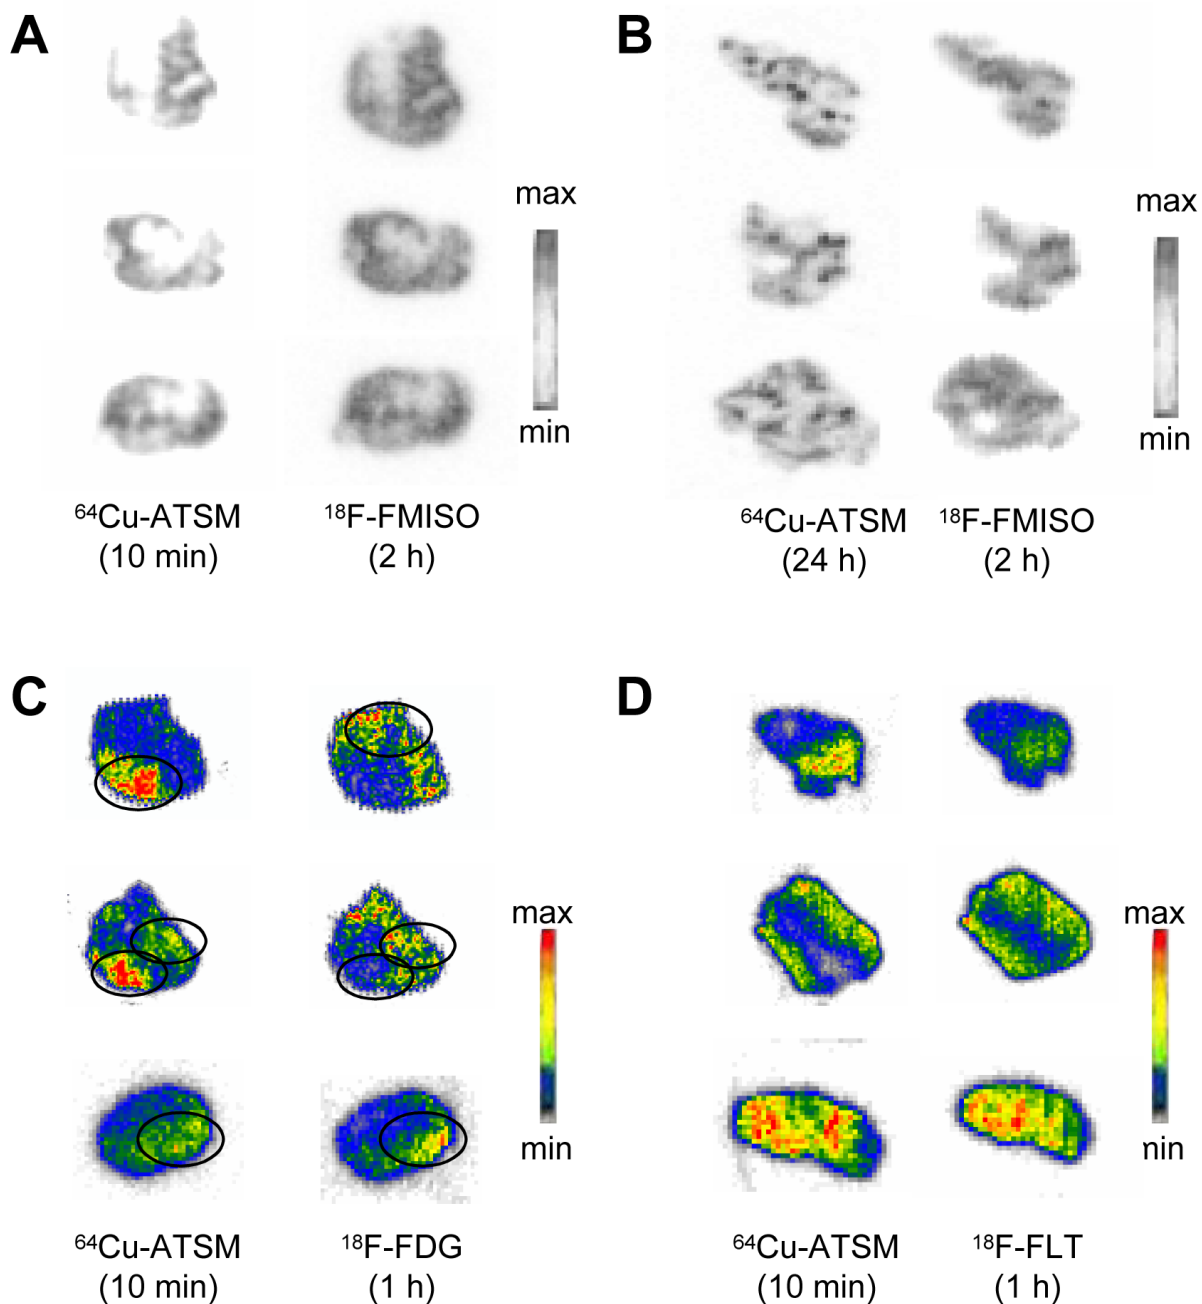 A
B
max
min
max
min
⁶⁴Cu-ATSM
(10 min)
¹⁸F-FMISO
(2 h)
⁶⁴Cu-ATSM
(24 h)
¹⁸F-FMISO
(2 h)
C
D
max
min
max
min
⁶⁴Cu-ATSM
(10 min)
¹⁸F-FDG
(1 h)
⁶⁴Cu-ATSM
(10 min)
¹⁸F-FLT
(1 h)